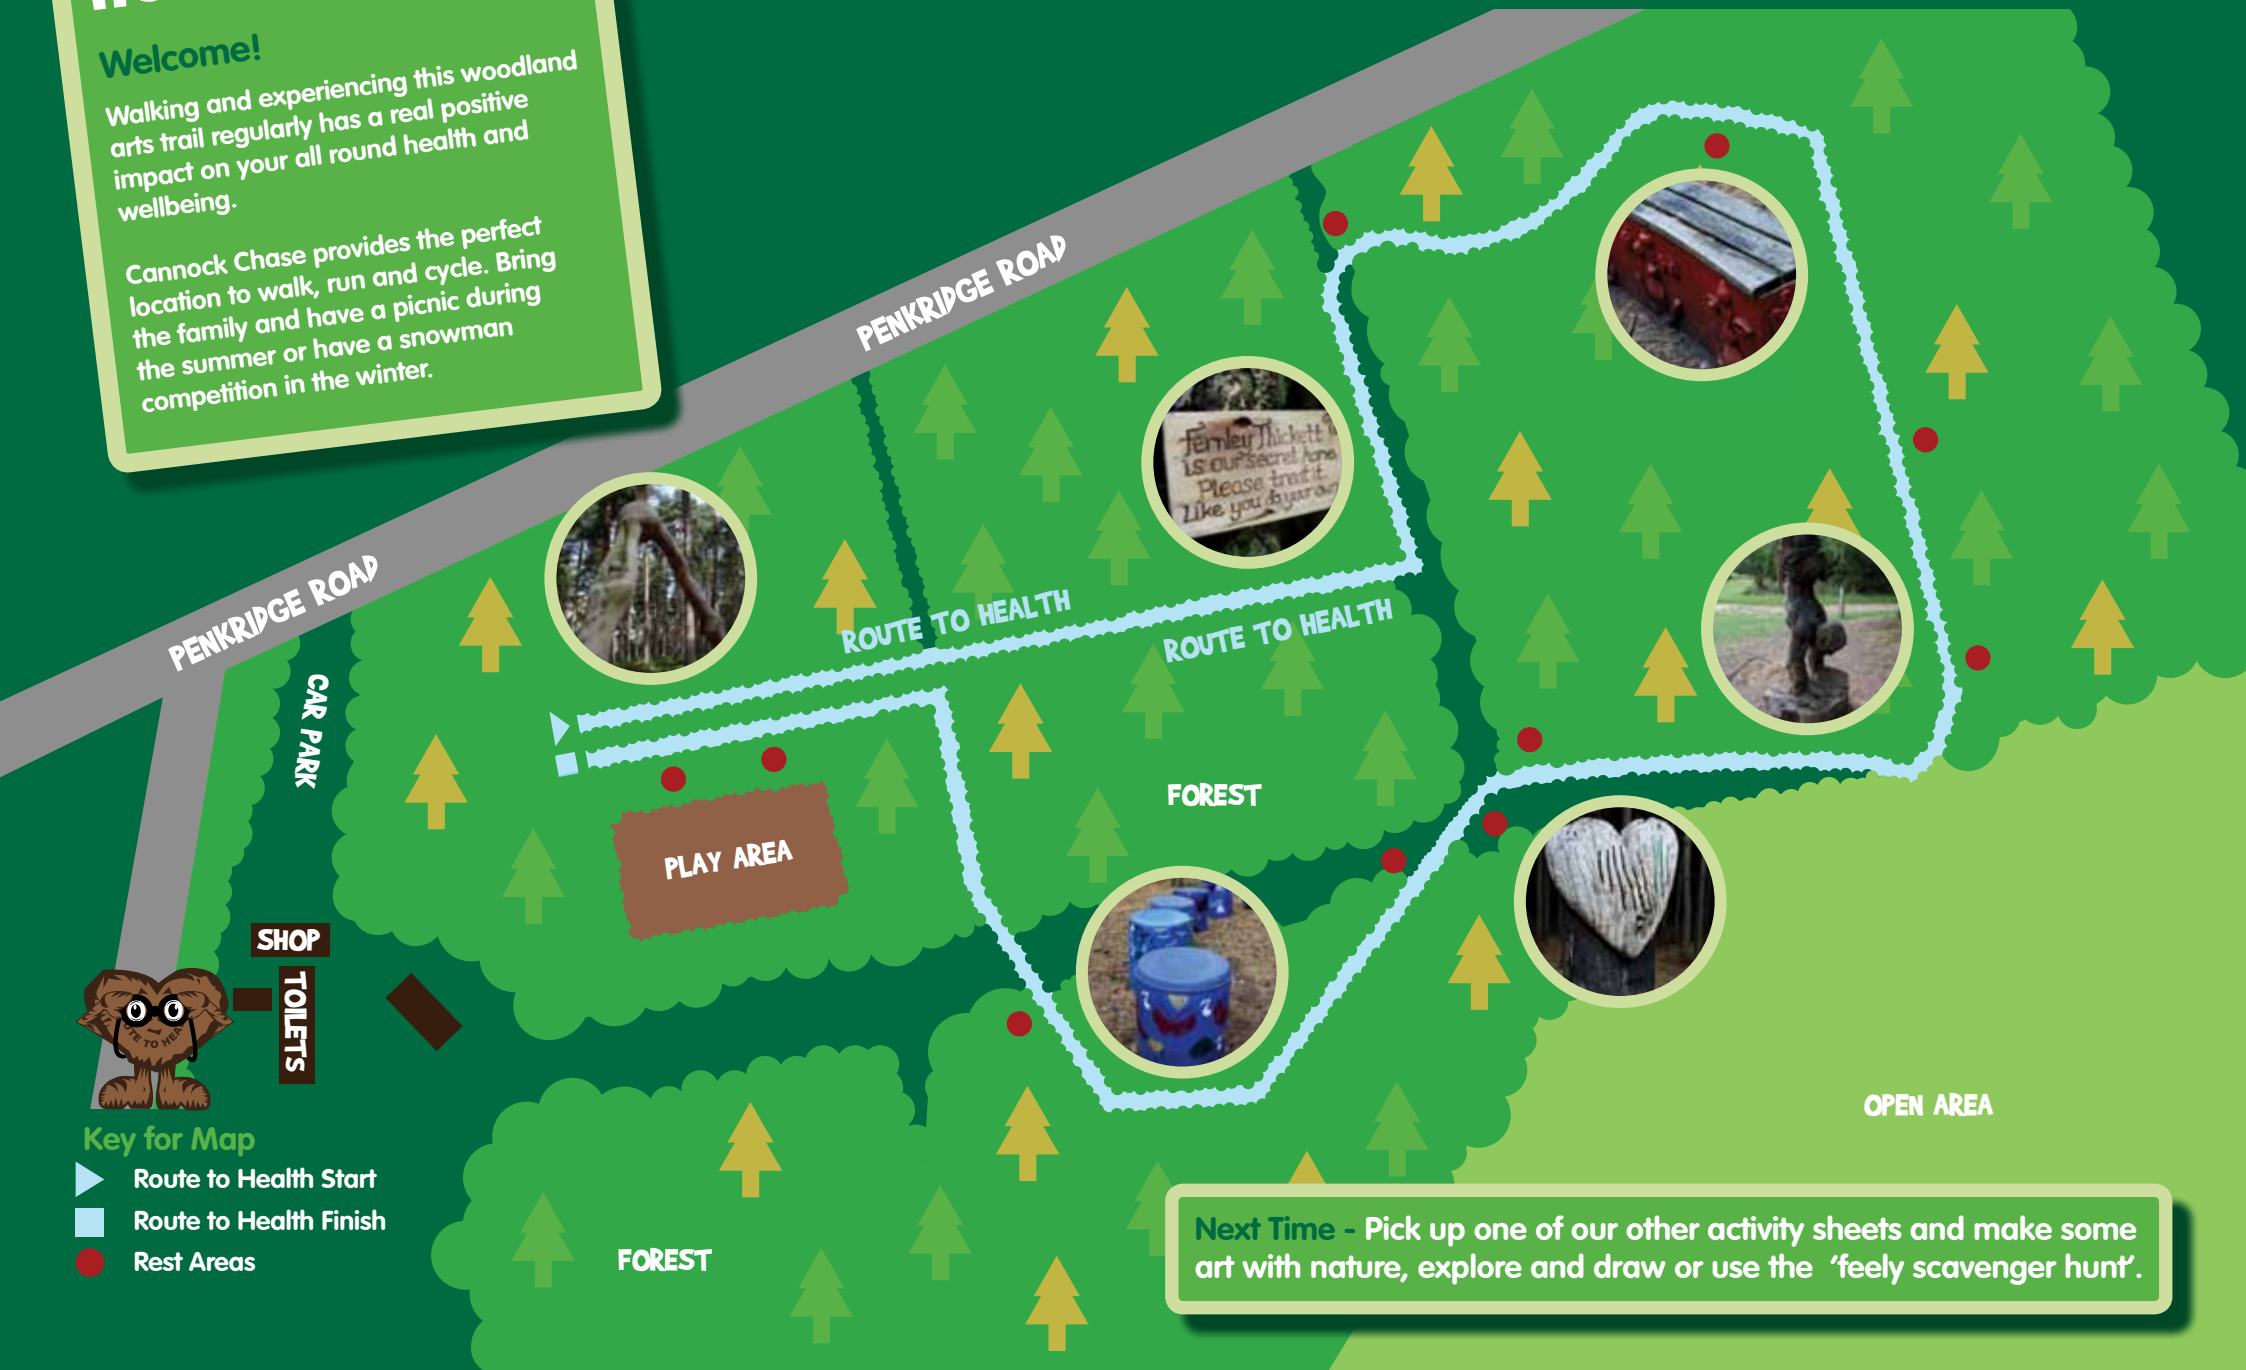 Welcome!
Walking and experiencing this woodland
arts trail regularly has a real positive
impact on your all round health and
wellbeing.
Cannock Chase provides the perfect
location to walk, run and cycle. Bring
the family and have a picnic during
the summer or have a snowman
competition in the winter.
PENKRIDGE ROAD
PENKRIDGE ROAD
CAR PARK
Fernley Thickett
is our secret home
Please treat it
Like you do your own
ROUTE TO HEALTH
ROUTE TO HEALTH
PLAY AREA
FOREST
SHOP
TOILETS
OPEN AREA
FOREST
Key for Map
Route to Health Start
Route to Health Finish
Rest Areas
Next Time - Pick up one of our other activity sheets and make some
art with nature, explore and draw or use the 'feely scavenger hunt'.